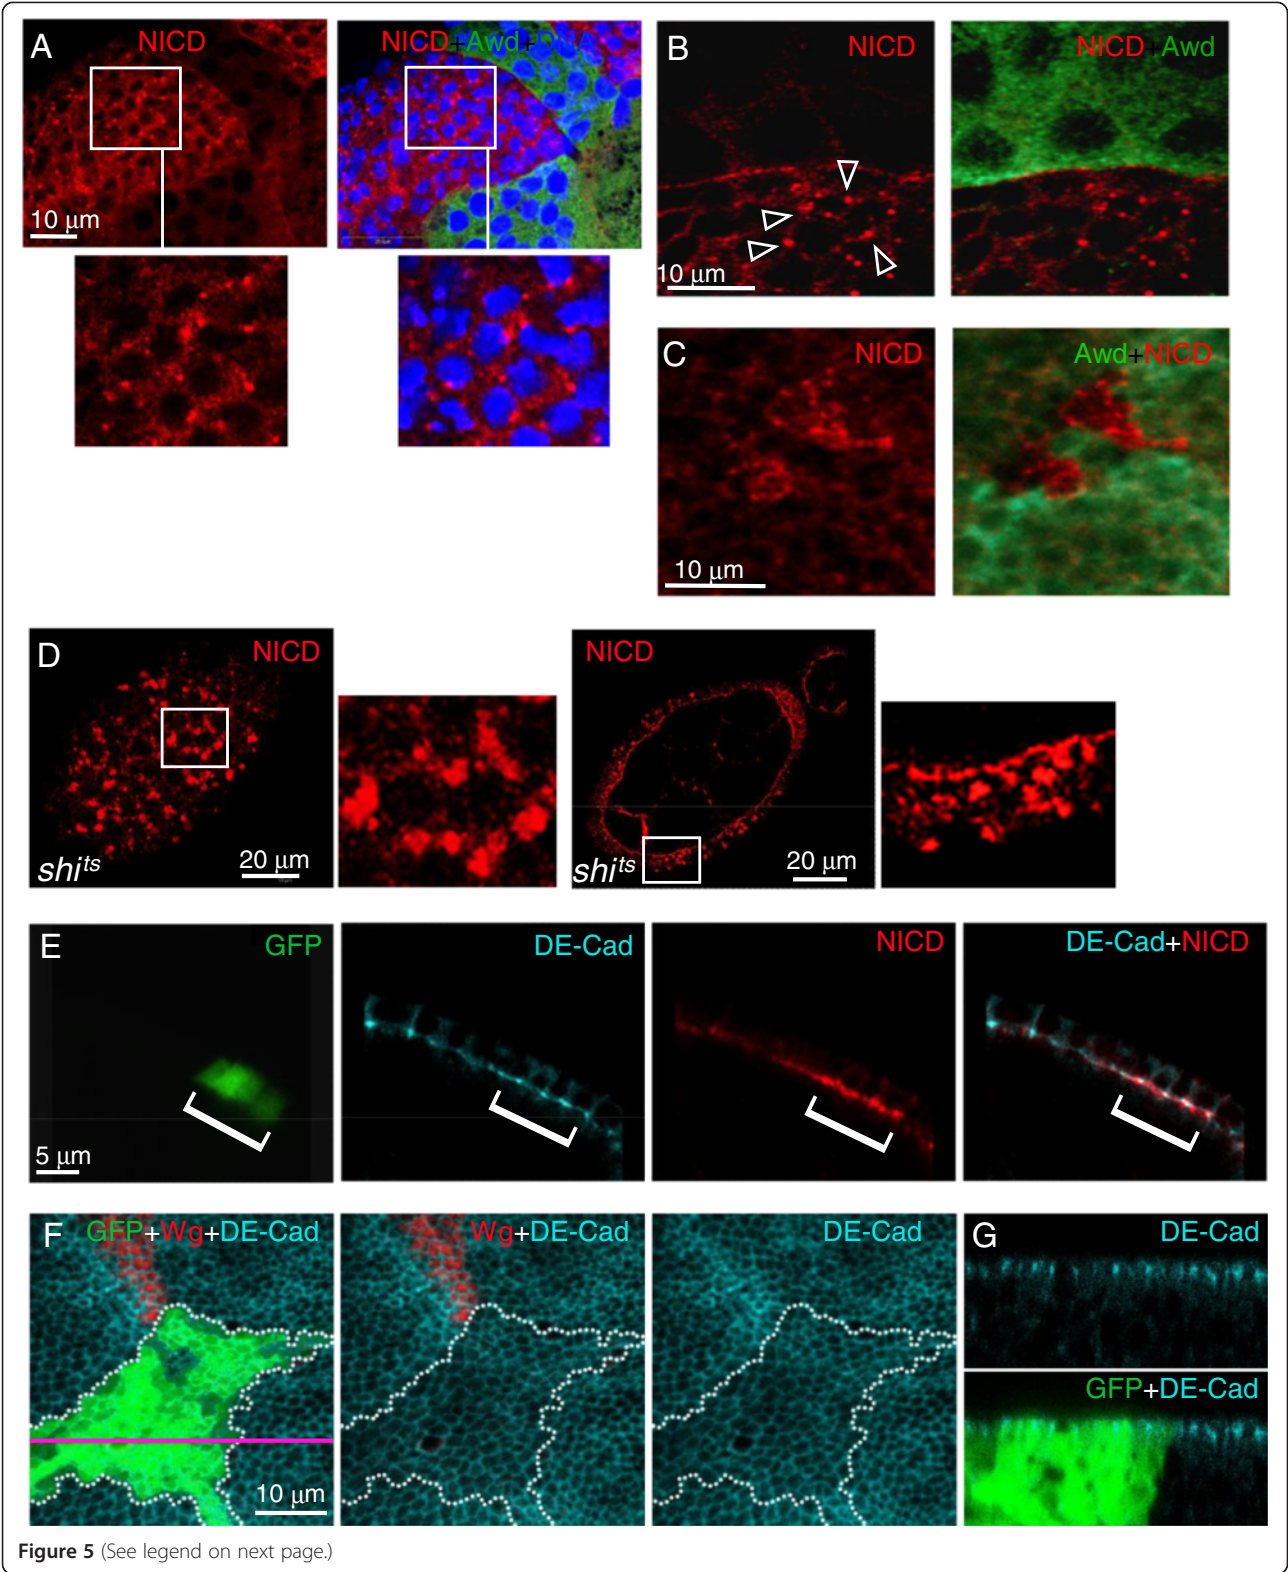 A
NICD
NICD+Awd+DNA
10 µm
B
NICD
NICD+Awd
10 µm
C
NICD
Awd+NICD
10 µm
D
NICD
shi^ts
20 µm
NICD
shi^ts
20 µm
E
GFP
DE-Cad
NICD
DE-Cad+NICD
5 µm
F
GFP+Wg+DE-Cad
Wg+DE-Cad
DE-Cad
10 µm
G
DE-Cad
GFP+DE-Cad
Figure 5 (See legend on next page.)